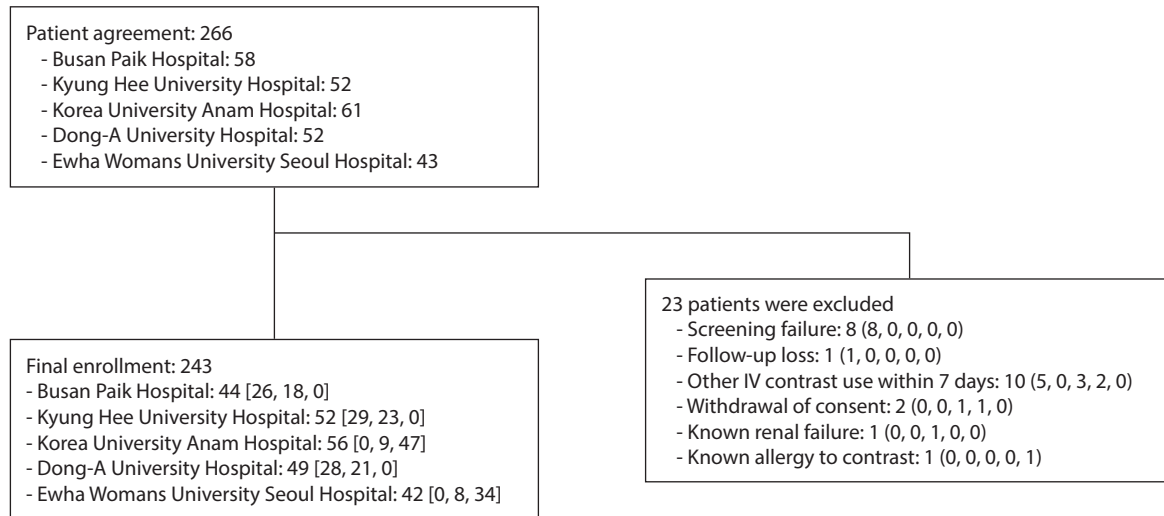 Patient agreement: 266
- Busan Paik Hospital: 58
- Kyung Hee University Hospital: 52
- Korea University Anam Hospital: 61
- Dong-A University Hospital: 52
- Ewha Womans University Seoul Hospital: 43
23 patients were excluded
- Screening failure: 8 (8, 0, 0, 0, 0)
- Follow-up loss: 1 (1, 0, 0, 0, 0)
- Other IV contrast use within 7 days: 10 (5, 0, 3, 2, 0)
- Withdrawal of consent: 2 (0, 0, 1, 1, 0)
- Known renal failure: 1 (0, 0, 1, 0, 0)
- Known allergy to contrast: 1 (0, 0, 0, 0, 1)
Final enrollment: 243
- Busan Paik Hospital: 44 [26, 18, 0]
- Kyung Hee University Hospital: 52 [29, 23, 0]
- Korea University Anam Hospital: 56 [0, 9, 47]
- Dong-A University Hospital: 49 [28, 21, 0]
- Ewha Womans University Seoul Hospital: 42 [0, 8, 34]